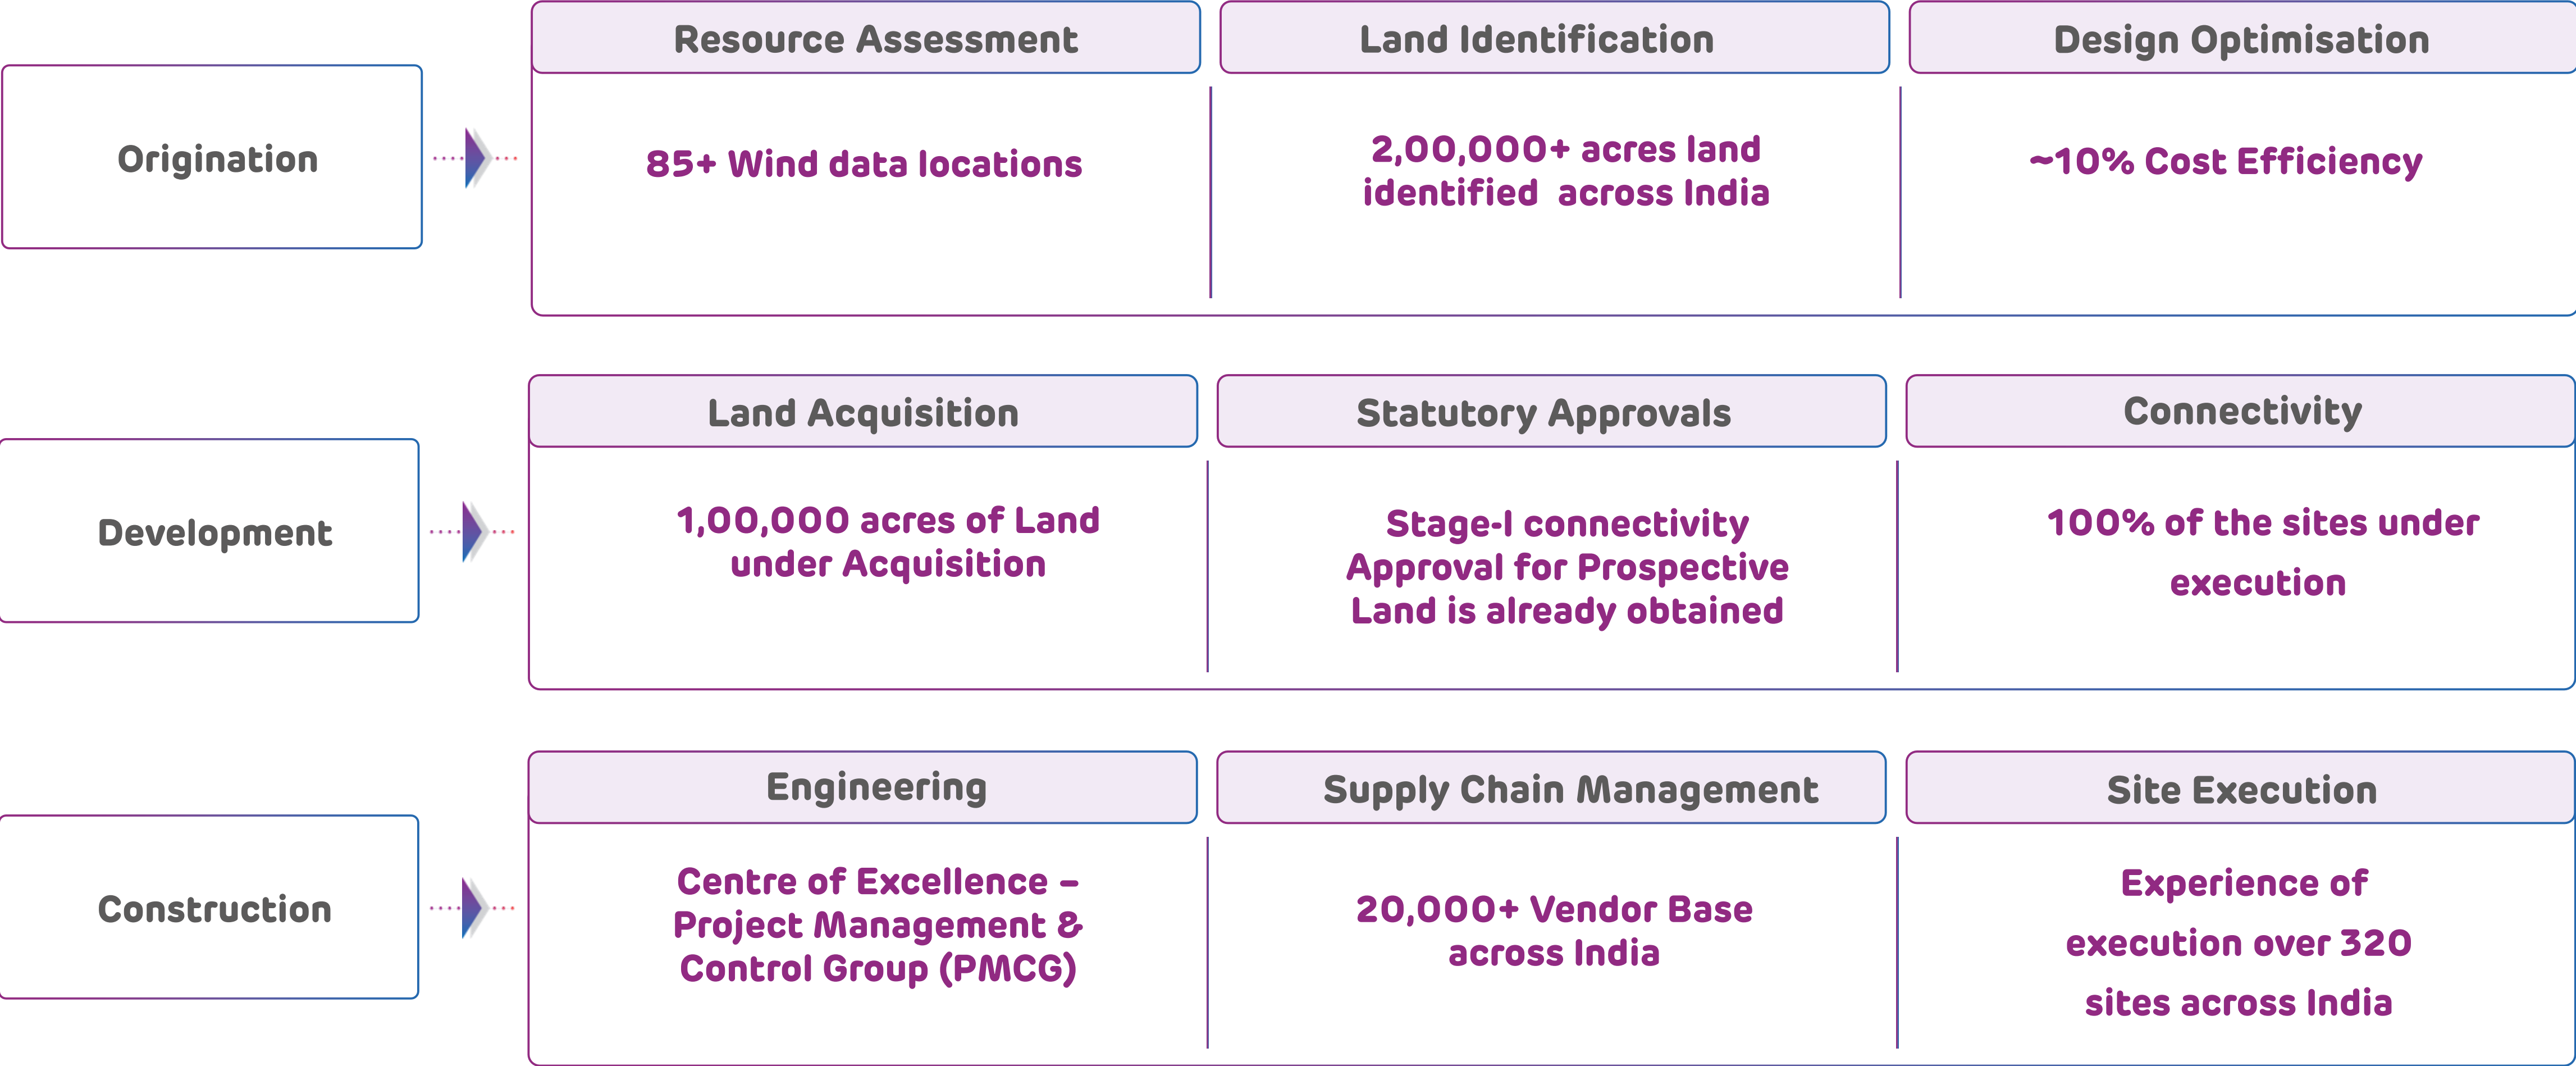 Origination
Resource Assessment
85+ Wind data locations
Land Identification
2,00,000+ acres land
identified across India
Design Optimisation
~10% Cost Efficiency
Development
Land Acquisition
1,00,000 acres of Land
under Acquisition
Statutory Approvals
Stage-I connectivity
Approval for Prospective
Land is already obtained
Connectivity
100% of the sites under
execution
Construction
Engineering
Centre of Excellence –
Project Management &
Control Group (PMCG)
Supply Chain Management
20,000+ Vendor Base
across India
Site Execution
Experience of
execution over 320
sites across India